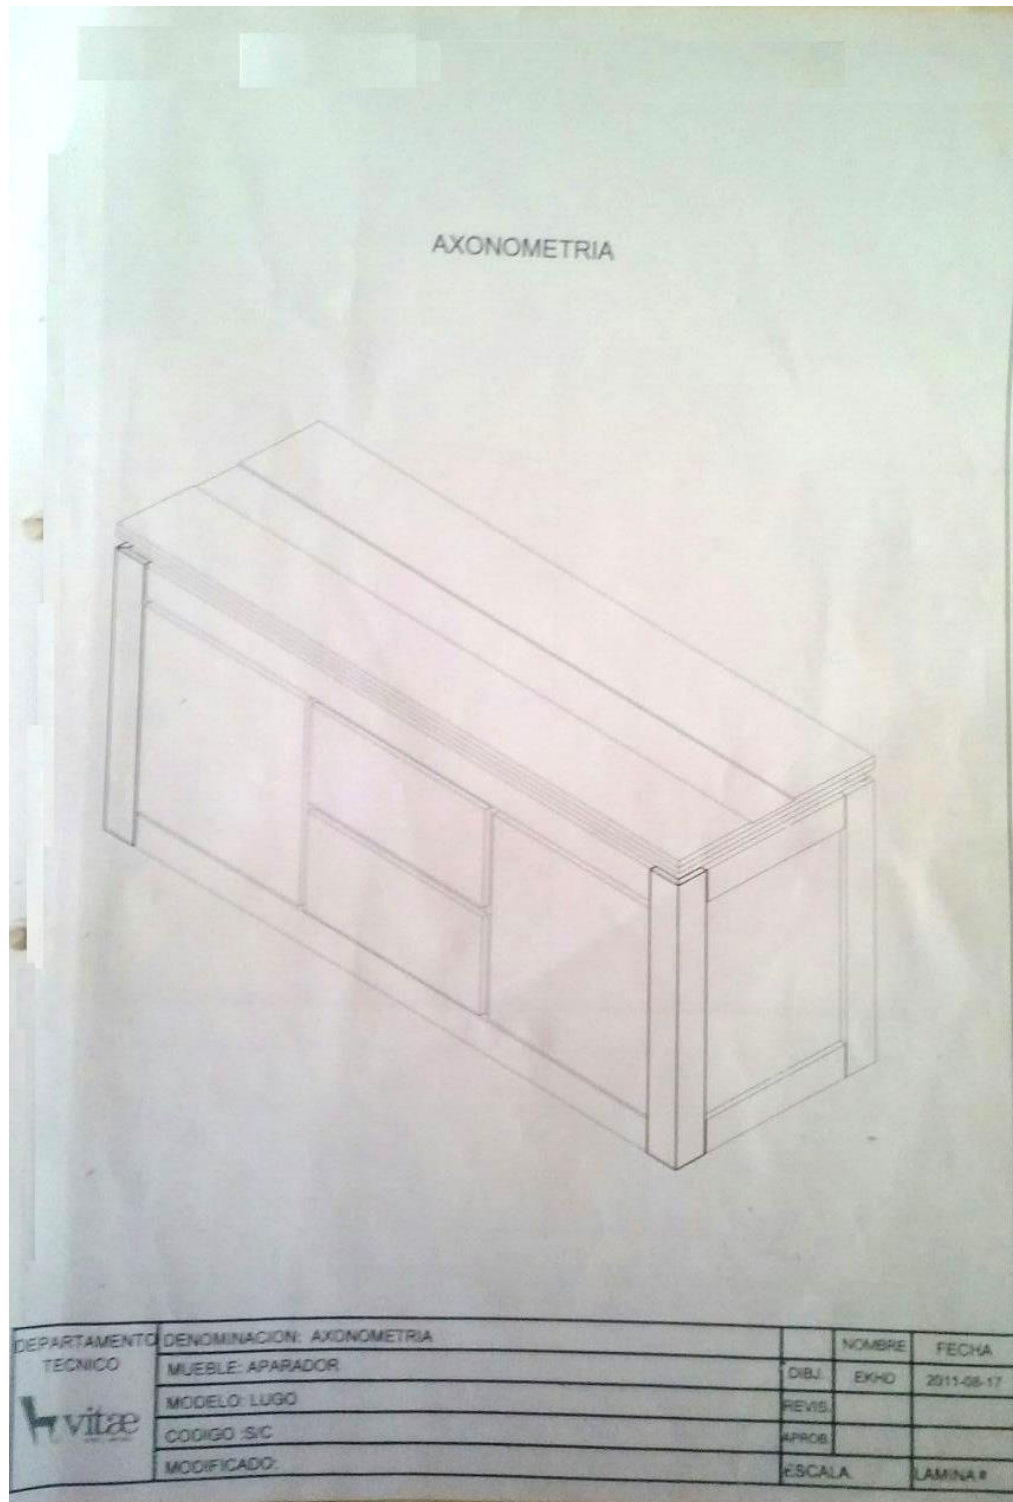 AXONOMETRIA
DEPARTAMENTO TECNICO
vitae
DENOMINACION: AXONOMETRIA
MUEBLE: APARADOR
MODELO: LUGO
CODIGO :S/C
MODIFICADO:
NOMBRE FECHA
DIBJ. EKHD 2011-08-17
REVIS.
APROB.
ESCALA. LAMINA #